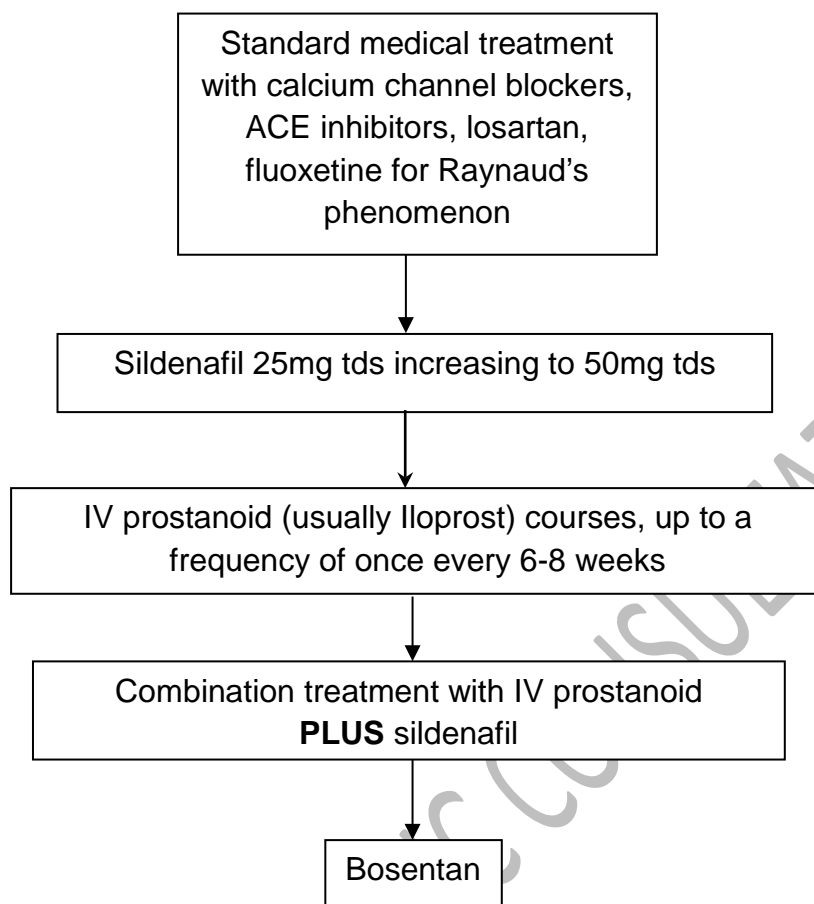 Standard medical treatment
with calcium channel blockers,
ACE inhibitors, losartan,
fluoxetine for Raynaud’s
phenomenon
Sildenafil 25mg tds increasing to 50mg tds
IV prostanoid (usually Iloprost) courses, up to a
frequency of once every 6-8 weeks
Combination treatment with IV prostanoid
PLUS sildenafil
Bosentan